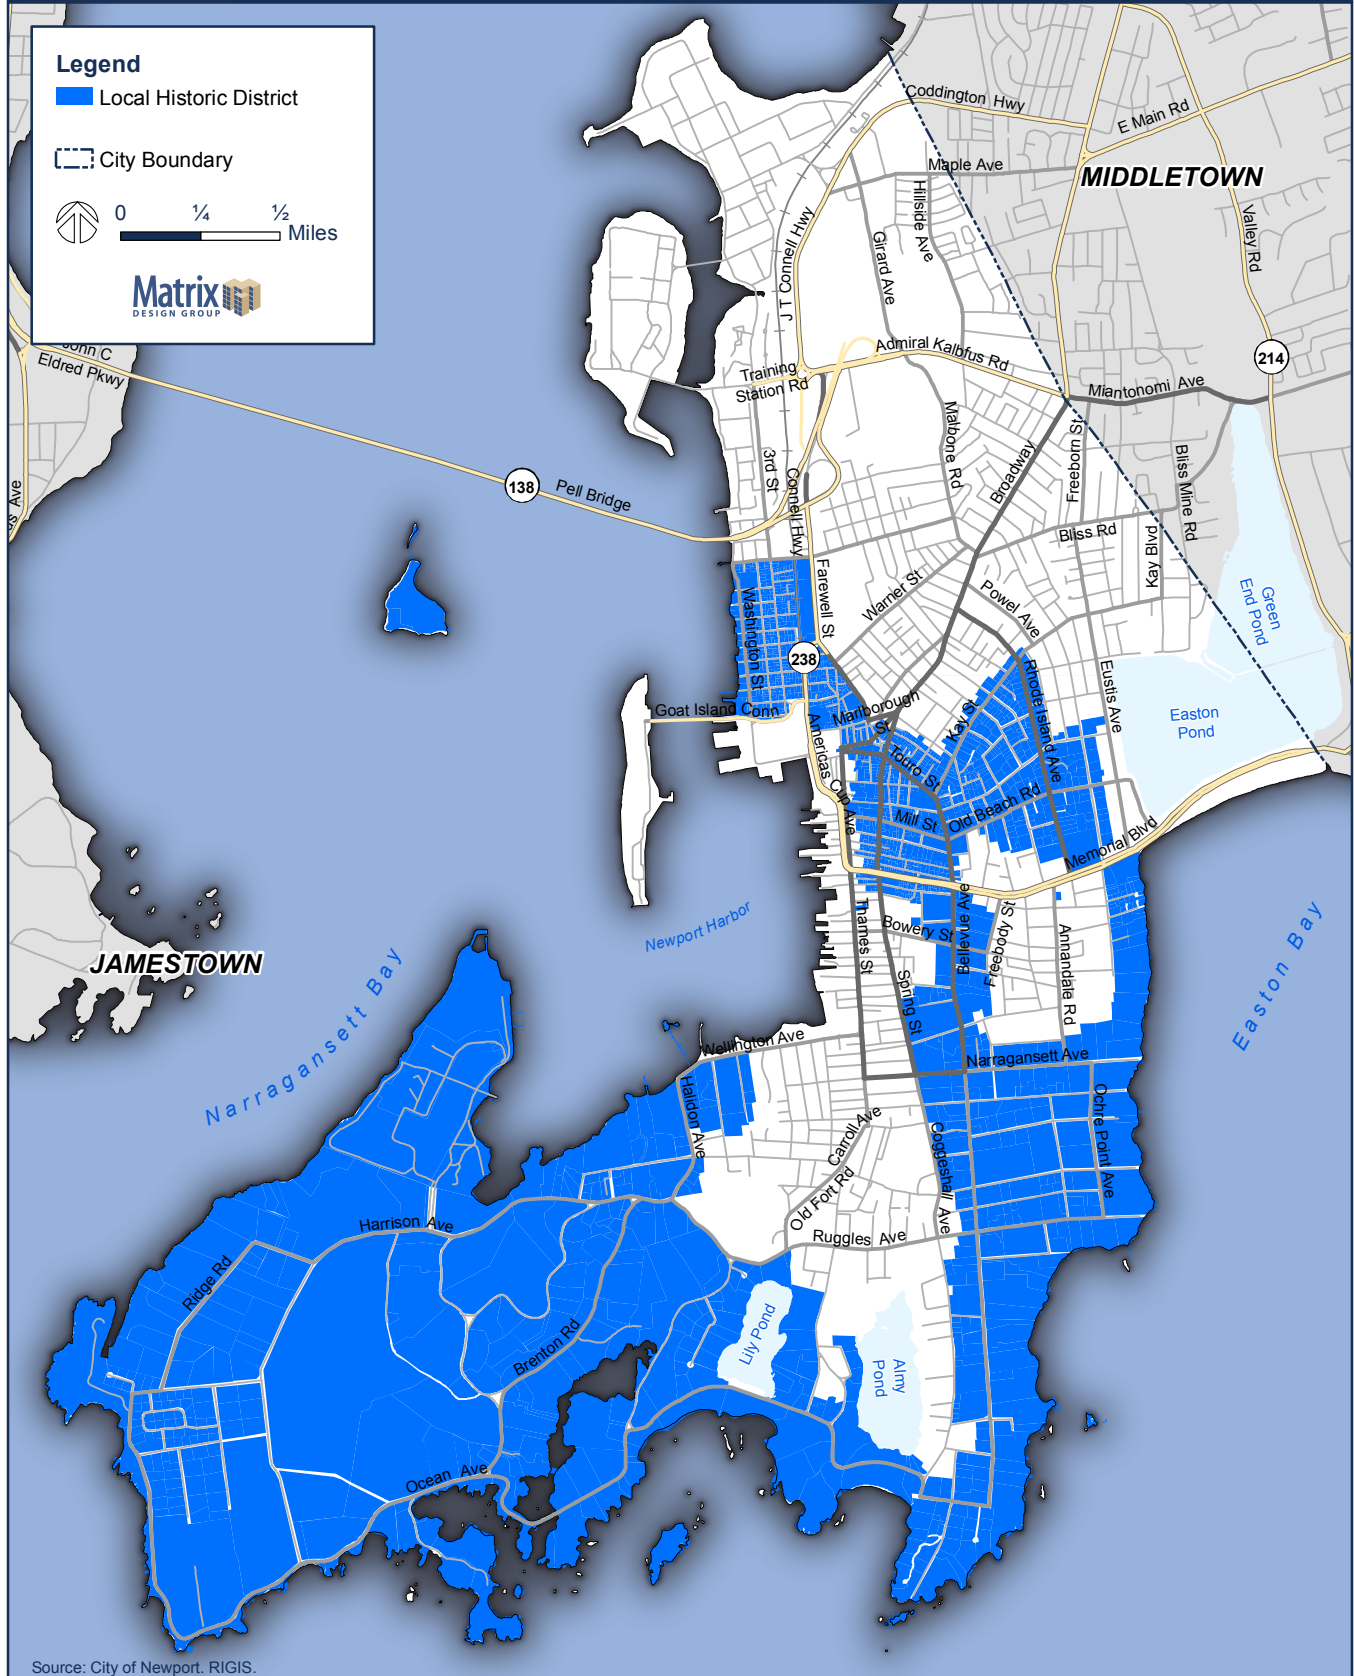 Legend
Local Historic District
City Boundary
0 ¼ ½
Miles
Matrix
DESIGN GROUP
Coddington Hwy
E Main Rd
Maple Ave
MIDDLETOWN
Hillside Ave
Valley Rd
J T Connell Hwy
Girard Ave
John C
Eldred Pkwy
Admiral Kalbfus Rd
214
Training
Station Rd
Miantonomi Ave
Malbone Rd
Broadway
Freeborn St
Bliss Mine Rd
3rd St
Connell Hwy
138
Pell Bridge
Bliss Rd
Kay Blvd
Farewell St
Warner St
Powel Ave
Green
End Pond
Washington St
238
Rhode Island Ave
Eustis Ave
Goat Island Conn
Marlborough
St
Kay St
Easton
Pond
Americas Cup Ave
Touro St
Mill St
Old Beach Rd
Memorial Blvd
Thames St
Bowery St
Bellevue Ave
Freebody St
Annandale Rd
Newport Harbor
JAMESTOWN
Narragansett Bay
Easton Bay
Spring St
Wellington Ave
Narragansett Ave
Halidon Ave
Carroll Ave
Coggeshall Ave
Ochre Point Ave
Old Fort Rd
Harrison Ave
Ruggles Ave
Ridge Rd
Brenton Rd
Lily Pond
Almy
Pond
Ocean Ave
Source: City of Newport. RIGIS.